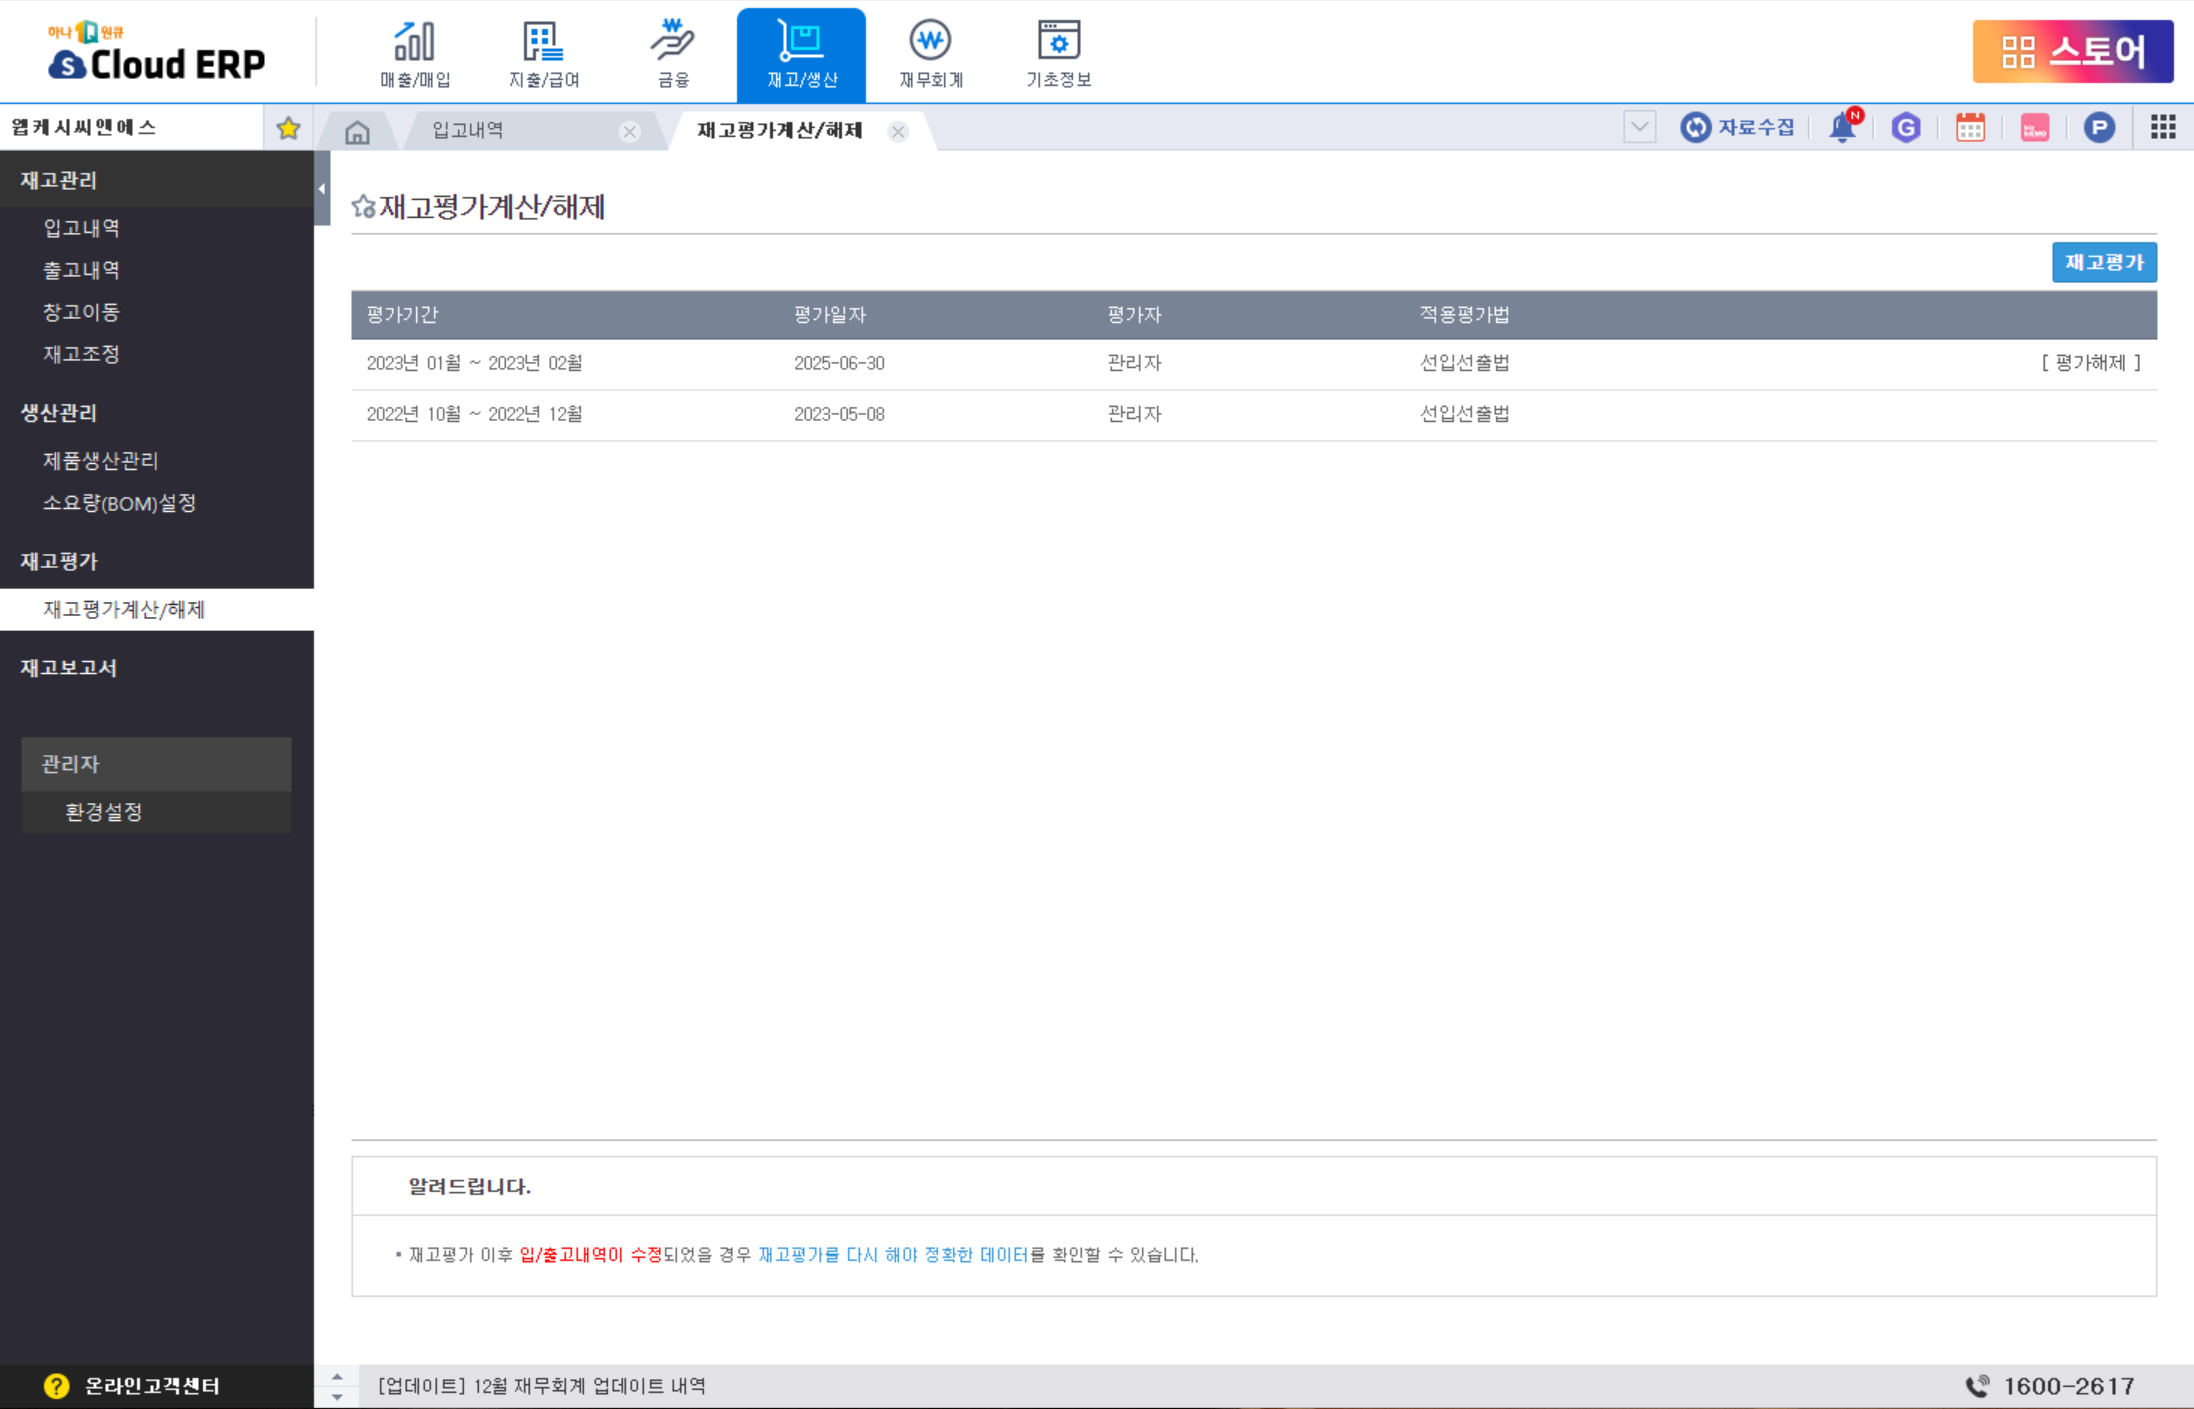 하나 1Q 원큐
S Cloud ERP
매출/매입
지출/급여
금융
재고/생산
재무회계
기초정보
스토어
웹케시씨앤에스
입고내역
재고평가계산/해제
자료수집
N
G
P
재고관리
입고내역
출고내역
창고이동
재고조정
생산관리
제품생산관리
소요량(BOM)설정
재고평가
재고평가계산/해제
재고보고서
관리자
환경설정
재고평가계산/해제
재고평가
평가기간 평가일자 평가자 적용평가법
2023년 01월 ~ 2023년 02월 2025-06-30 관리자 선입선출법 [ 평가해제 ]
2022년 10월 ~ 2022년 12월 2023-05-08 관리자 선입선출법
알려드립니다.
▪ 재고평가 이후 입/출고내역이 수정되었을 경우 재고평가를 다시 해야 정확한 데이터를 확인할 수 있습니다.
? 온라인고객센터
[업데이트] 12월 재무회계 업데이트 내역
1600-2617